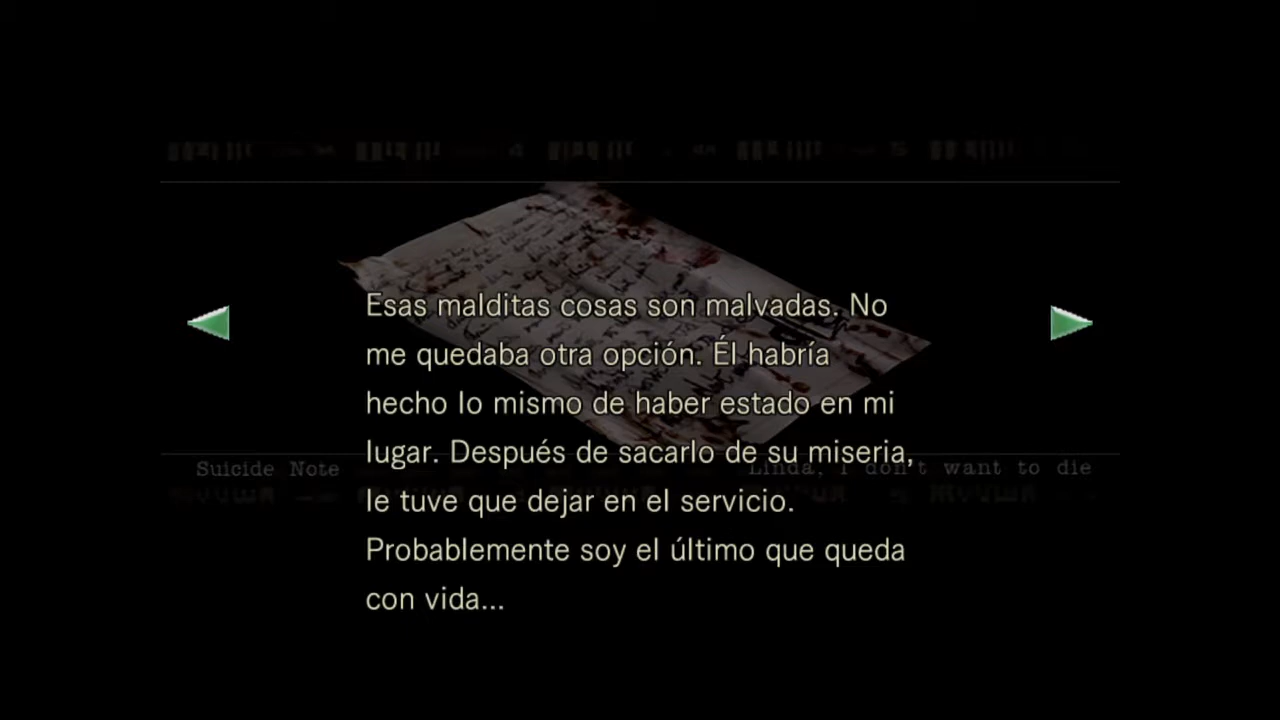 Esas malditas cosas son malvadas. No
me quedaba otra opción. Él habría
hecho lo mismo de haber estado en mi
lugar. Después de sacarlo de su miseria,
Suicide Note
Linda, I don't want to die
le tuve que dejar en el servicio.
Probablemente soy el último que queda
con vida...